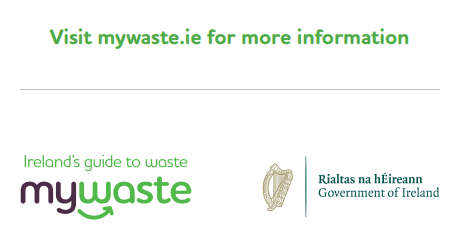 Visit mywaste.ie for more information
Ireland's guide to waste
mywaste
Rialtas na hÉireann
Government of Ireland